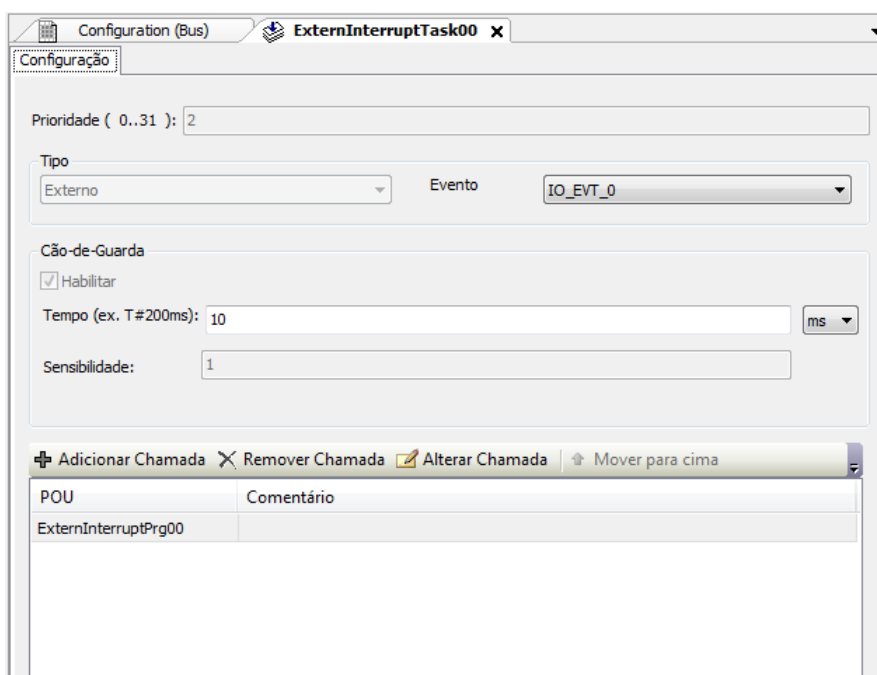 Configuration (Bus) ExternInterruptTask00
Configuração
Prioridade ( 0..31 ): 2
Tipo
Externo Evento IO_EVT_0
Cão-de-Guarda
Habilitar
Tempo (ex. T#200ms): 10 ms
Sensibilidade: 1
Adicionar Chamada Remover Chamada Alterar Chamada Mover para cima
POU Comentário
ExternInterruptPrg00